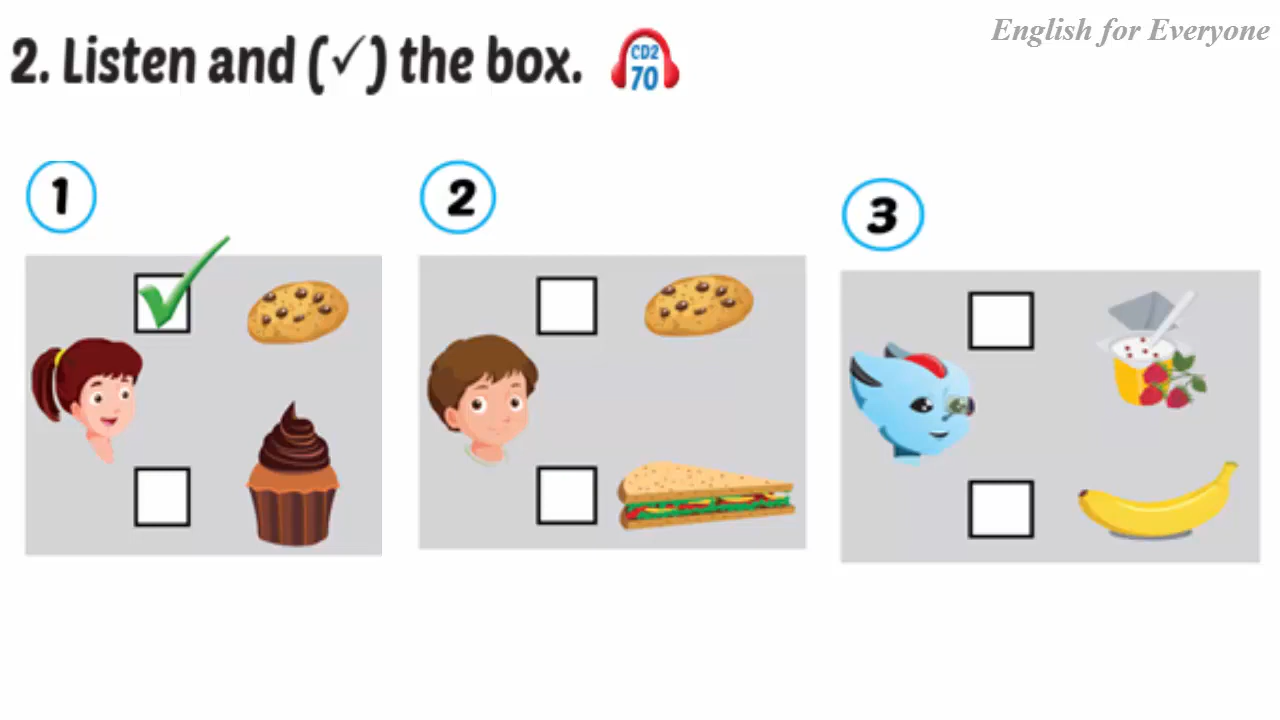 English for Everyone
2. Listen and (✓) the box.
CD2
70
1
2
3